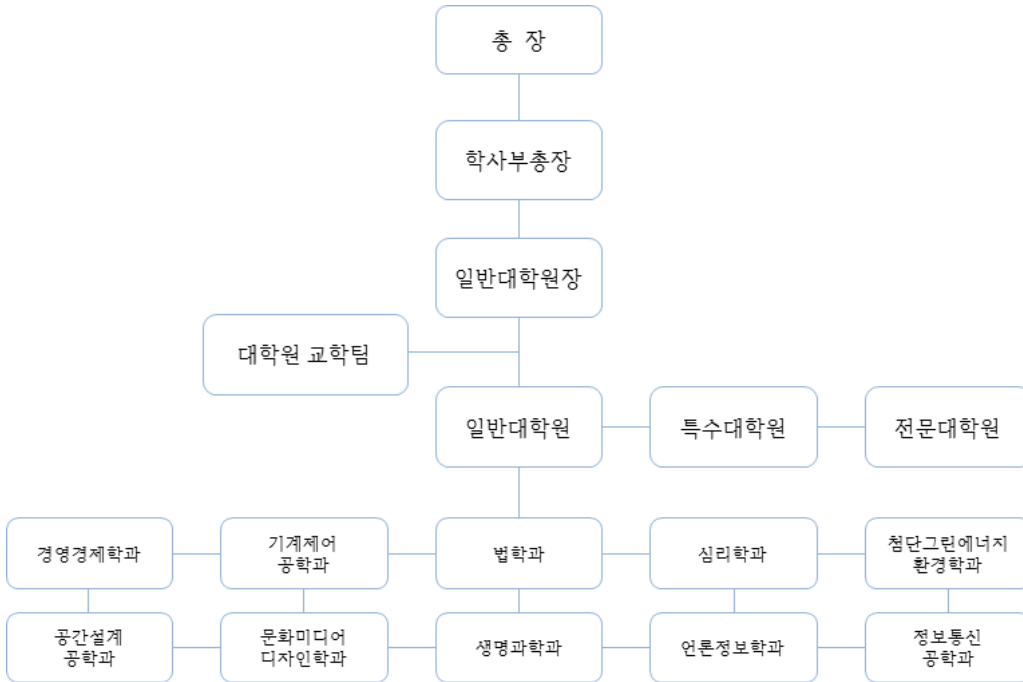 총 장
학사부총장
일반대학원장
대학원 교학팀
일반대학원
특수대학원
전문대학원
경영경제학과
기계제어
공학과
법학과
심리학과
첨단그린에너지
환경학과
공간설계
공학과
문화미디어
디자인학과
생명과학과
언론정보학과
정보통신
공학과